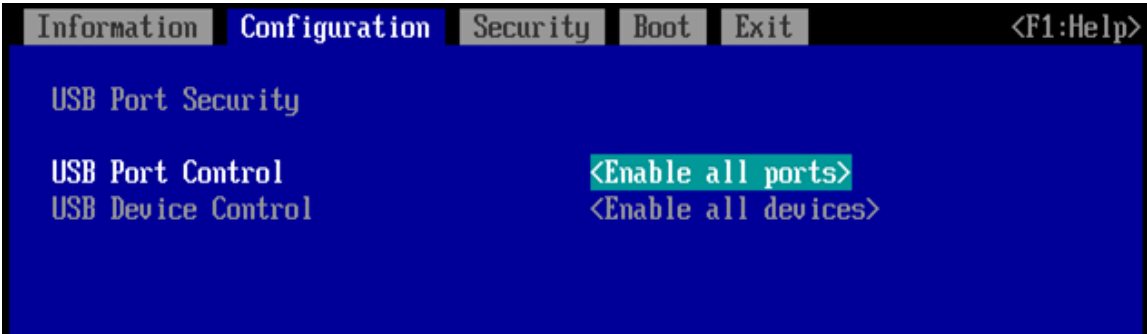 Information Configuration Security Boot Exit <F1:Help>
USB Port Security
USB Port Control <Enable all ports>
USB Device Control <Enable all devices>